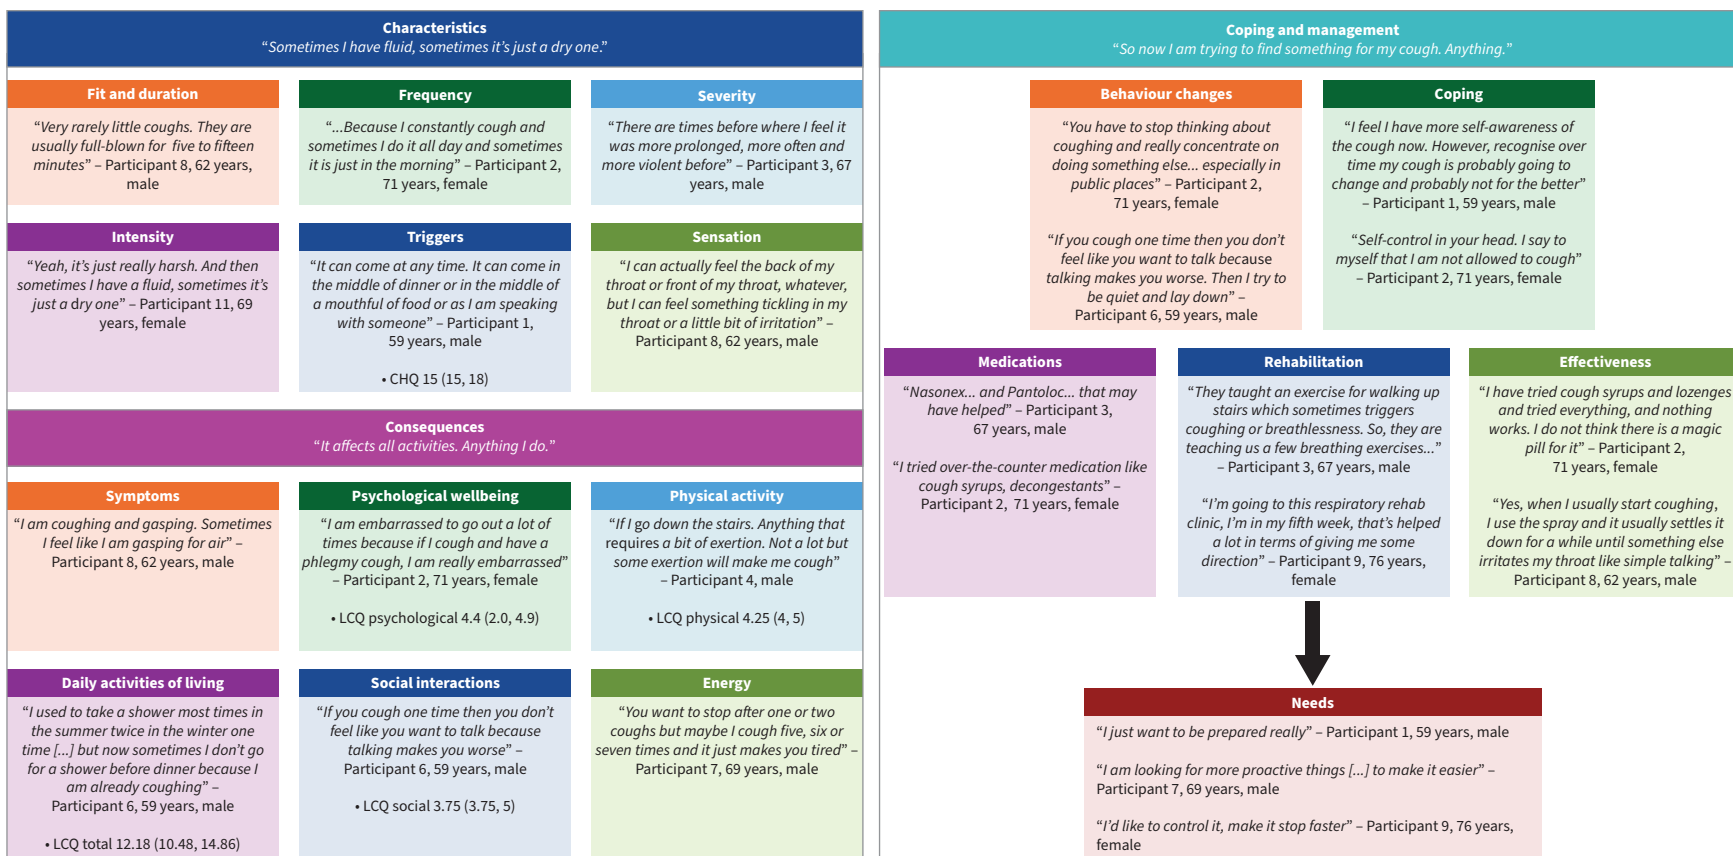 Characteristics
“Sometimes I have fluid, sometimes it’s just a dry one.”
Fit and duration
“Very rarely little coughs. They are
usually full-blown for five to fifteen
minutes” – Participant 8, 62 years,
male
Frequency
“...Because I constantly cough and
sometimes I do it all day and sometimes
it is just in the morning” – Participant 2,
71 years, female
Severity
“There are times before where I feel it
was more prolonged, more often and
more violent before” – Participant 3, 67
years, male
Intensity
“Yeah, it’s just really harsh. And then
sometimes I have a fluid, sometimes it’s
just a dry one” – Participant 11, 69
years, female
Triggers
“It can come at any time. It can come in
the middle of dinner or in the middle of
a mouthful of food or as I am speaking
with someone” – Participant 1,
59 years, male
• CHQ 15 (15, 18)
Sensation
“I can actually feel the back of my
throat or front of my throat, whatever,
but I can feel something tickling in my
throat or a little bit of irritation” –
Participant 8, 62 years, male
Consequences
“It affects all activities. Anything I do.”
Symptoms
“I am coughing and gasping. Sometimes
I feel like I am gasping for air” –
Participant 8, 62 years, male
Psychological wellbeing
“I am embarrassed to go out a lot of
times because if I cough and have a
phlegmy cough, I am really embarrassed”
– Participant 2, 71 years, female
• LCQ psychological 4.4 (2.0, 4.9)
Physical activity
“If I go down the stairs. Anything that
requires a bit of exertion. Not a lot but
some exertion will make me cough”
– Participant 4, male
• LCQ physical 4.25 (4, 5)
Daily activities of living
“I used to take a shower most times in
the summer twice in the winter one
time [...] but now sometimes I don’t go
for a shower before dinner because I
am already coughing” –
Participant 6, 59 years, male
• LCQ total 12.18 (10.48, 14.86)
Social interactions
“If you cough one time then you don’t
feel like you want to talk because
talking makes you worse” –
Participant 6, 59 years, male
• LCQ social 3.75 (3.75, 5)
Energy
“You want to stop after one or two
coughs but maybe I cough five, six or
seven times and it just makes you tired” –
Participant 7, 69 years, male
Coping and management
“So now I am trying to find something for my cough. Anything.”
Behaviour changes
“You have to stop thinking about
coughing and really concentrate on
doing something else... especially in
public places” – Participant 2,
71 years, female
“If you cough one time then you don’t
feel like you want to talk because
talking makes you worse. Then I try to
be quiet and lay down” –
Participant 6, 59 years, male
Coping
“I feel I have more self-awareness of
the cough now. However, recognise over
time my cough is probably going to
change and probably not for the better”
– Participant 1, 59 years, male
“Self-control in your head. I say to
myself that I am not allowed to cough”
– Participant 2, 71 years, female
Medications
“Nasonex... and Pantoloc... that may
have helped” – Participant 3,
67 years, male
“I tried over-the-counter medication like
cough syrups, decongestants” –
Participant 2, 71 years, female
Rehabilitation
“They taught an exercise for walking up
stairs which sometimes triggers
coughing or breathlessness. So, they are
teaching us a few breathing exercises...”
– Participant 3, 67 years, male
“I’m going to this respiratory rehab
clinic, I’m in my fifth week, that’s helped
a lot in terms of giving me some
direction” – Participant 9, 76 years,
female
Effectiveness
“I have tried cough syrups and lozenges
and tried everything, and nothing
works. I do not think there is a magic
pill for it” – Participant 2,
71 years, female
“Yes, when I usually start coughing,
I use the spray and it usually settles it
down for a while until something else
irritates my throat like simple talking” –
Participant 8, 62 years, male
Needs
“I just want to be prepared really” – Participant 1, 59 years, male
“I am looking for more proactive things [...] to make it easier” –
Participant 7, 69 years, male
“I’d like to control it, make it stop faster” – Participant 9, 76 years,
female